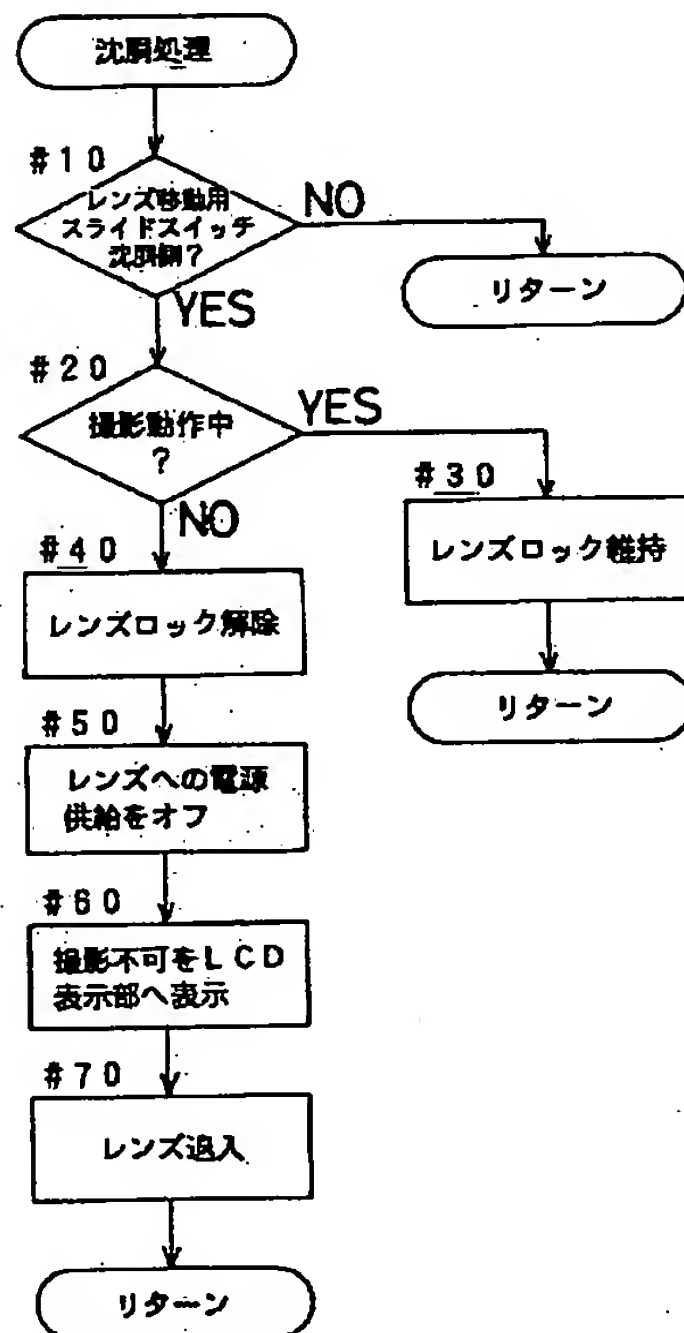 沈胴処理
#10
レンズ移動用
スライドスイッチ
沈胴側?
NO
リターン
YES
#20
撮影動作中
?
YES
#30
レンズロック維持
リターン
NO
#40
レンズロック解除
#50
レンズへの電源
供給をオフ
#60
撮影不可をLCD
表示部へ表示
#70
レンズ退入
リターン